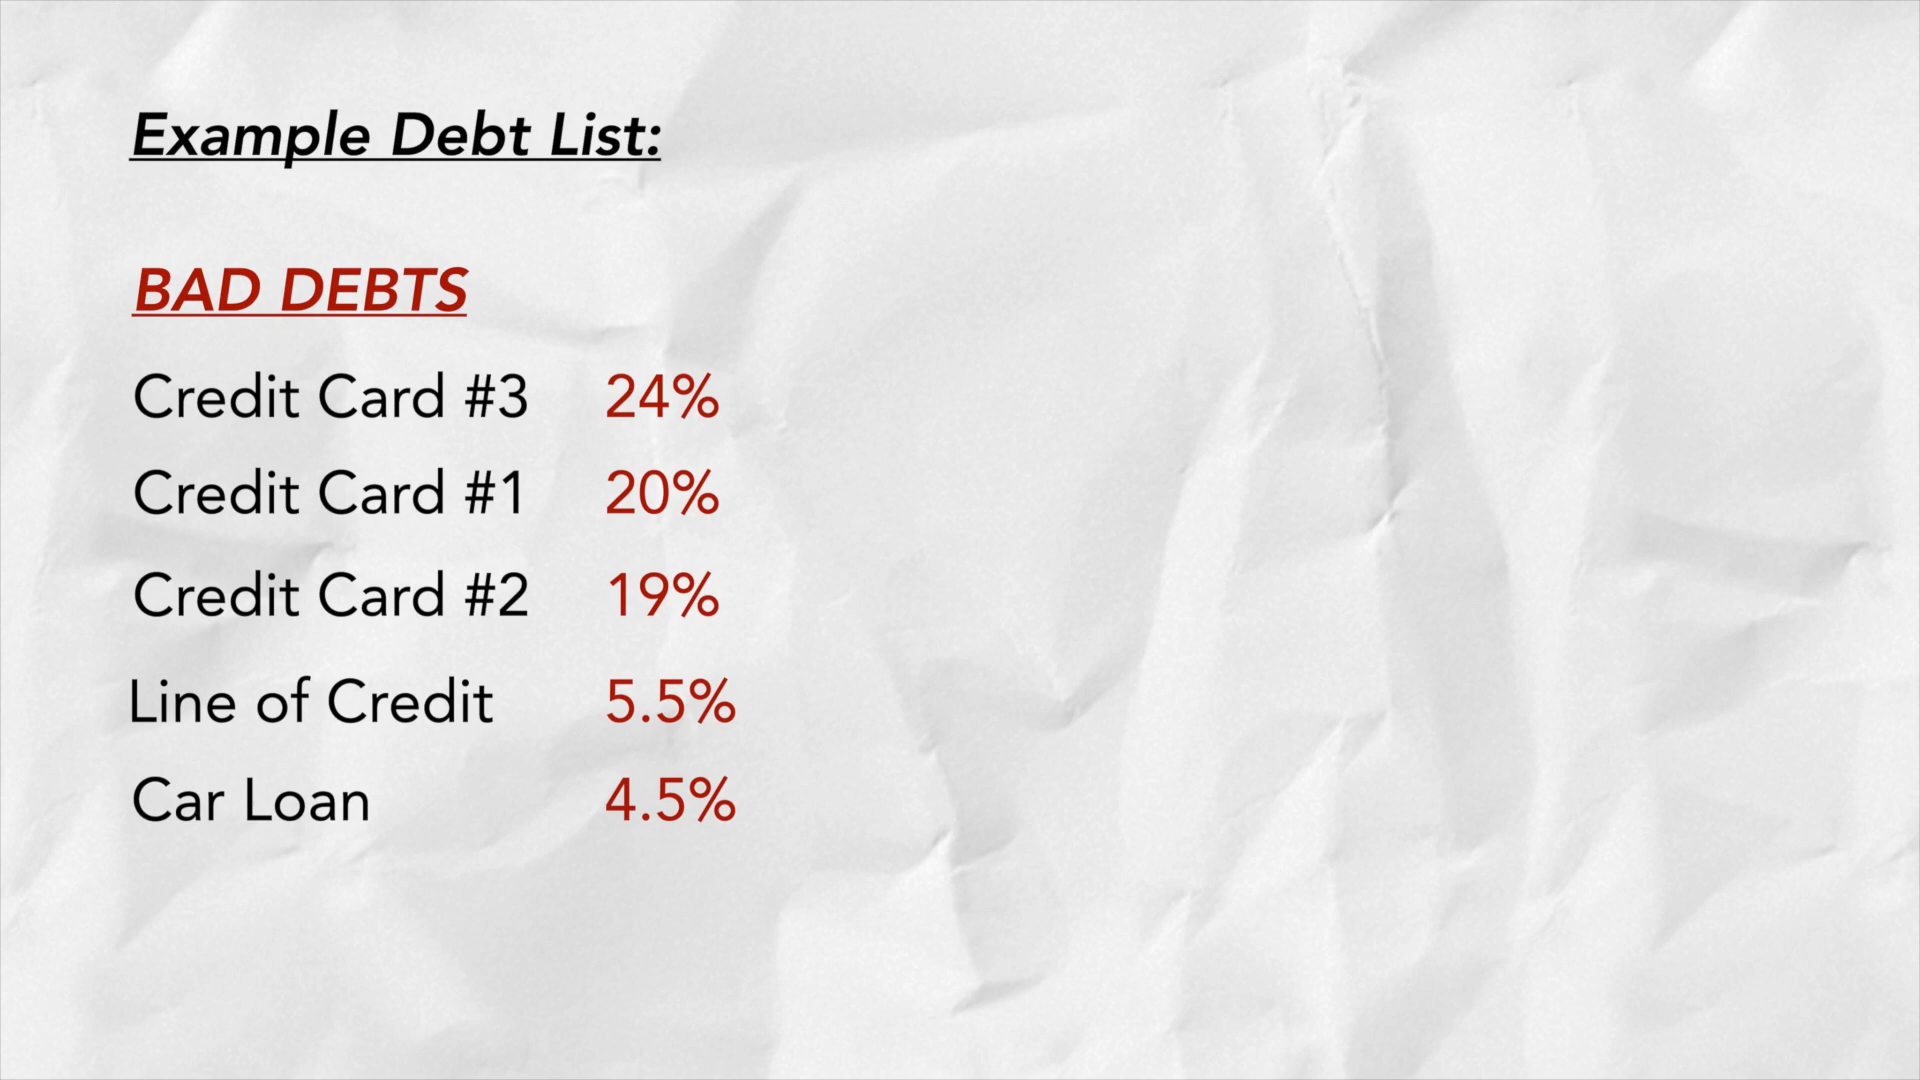 Example Debt List:
BAD DEBTS
Credit Card #3 24%
Credit Card #1 20%
Credit Card #2 19%
Line of Credit 5.5%
Car Loan 4.5%